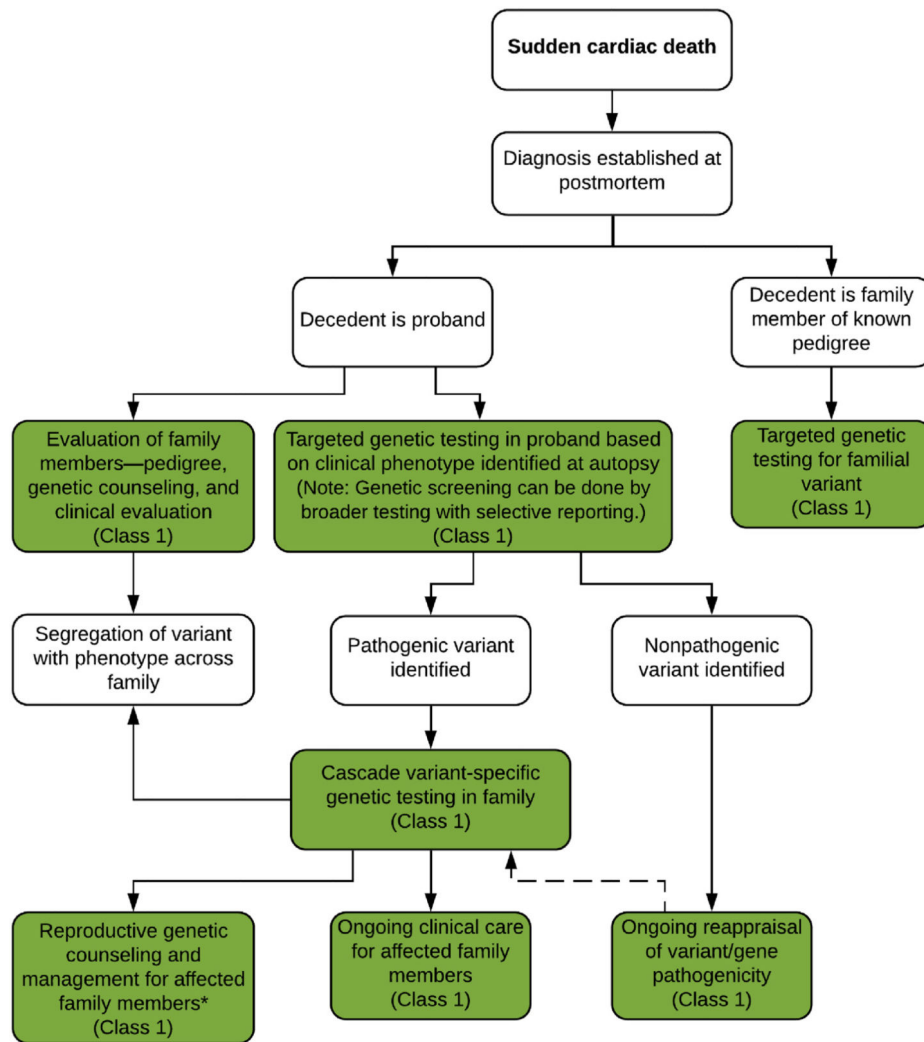 Sudden cardiac death
Diagnosis established at
postmortem
Decedent is proband
Decedent is family
member of known
pedigree
Evaluation of family
members—pedigree,
genetic counseling, and
clinical evaluation
(Class 1)
Targeted genetic testing in proband based
on clinical phenotype identified at autopsy
(Note: Genetic screening can be done by
broader testing with selective reporting.)
(Class 1)
Targeted genetic
testing for familial
variant
(Class 1)
Segregation of variant
with phenotype across
family
Pathogenic variant
identified
Nonpathogenic
variant identified
Cascade variant-specific
genetic testing in family
(Class 1)
Reproductive genetic
counseling and
management for affected
family members*
(Class 1)
Ongoing clinical care
for affected family
members
(Class 1)
Ongoing reappraisal
of variant/gene
pathogenicity
(Class 1)